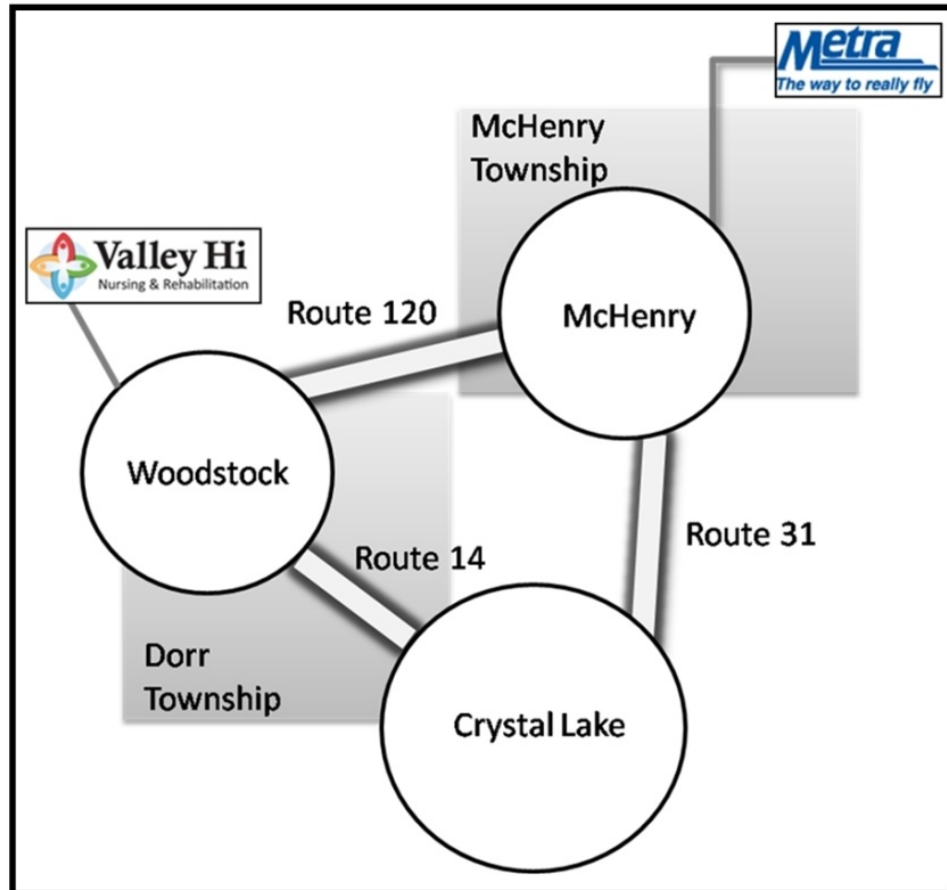 Metra
The way to really fly
McHenry
Township
Valley Hi
Nursing & Rehabilitation
Route 120
McHenry
Woodstock
Route 14
Route 31
Dorr
Township
Crystal Lake